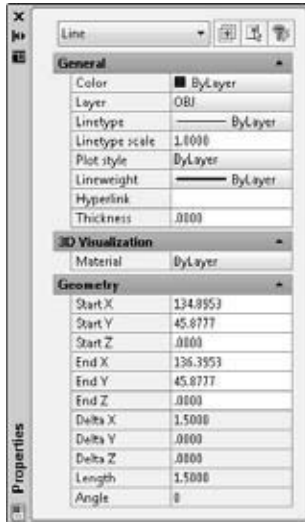 Line
General
Color ByLayer
Layer OBJ
Linetype ByLayer
Linetype scale 1.0000
Plot style ByLayer
Lineweight ByLayer
Hyperlink
Thickness .0000
3D Visualization
Material ByLayer
Geometry
Start X 134.8953
Start Y 45.8777
Start Z .0000
End X 136.3953
End Y 45.8777
End Z .0000
Delta X 1.5000
Delta Y .0000
Delta Z .0000
Length 1.5000
Angle 0
Properties